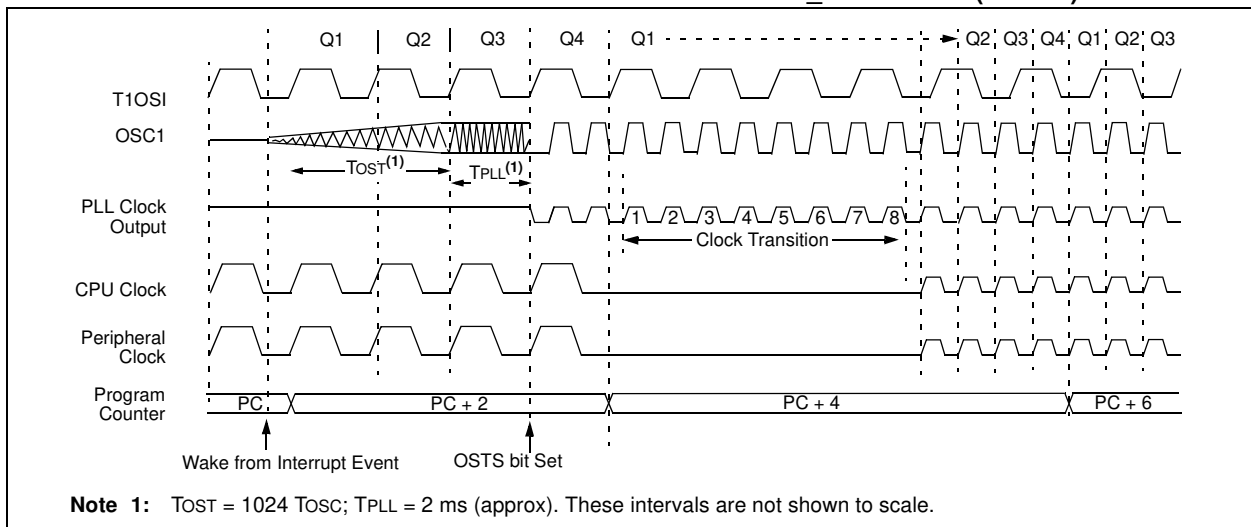 Q1 Q2 Q3 Q4 Q1 Q2 Q3 Q4 Q1 Q2 Q3
T1OSI
OSC1
TOST(1)
TPLL(1)
PLL Clock
Output
1 2 3 4 5 6 7 8
Clock Transition
CPU Clock
Peripheral
Clock
Program
Counter
PC PC + 2 PC + 4 PC + 6
Wake from Interrupt Event OSTS bit Set
Note 1: TOST = 1024 TOSC; TPLL = 2 ms (approx). These intervals are not shown to scale.